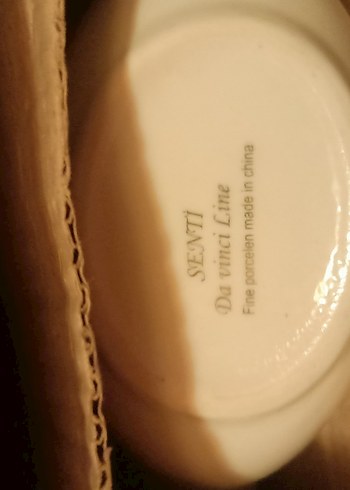 SENTİ
Da vinci Line
Fine porcelen made in china